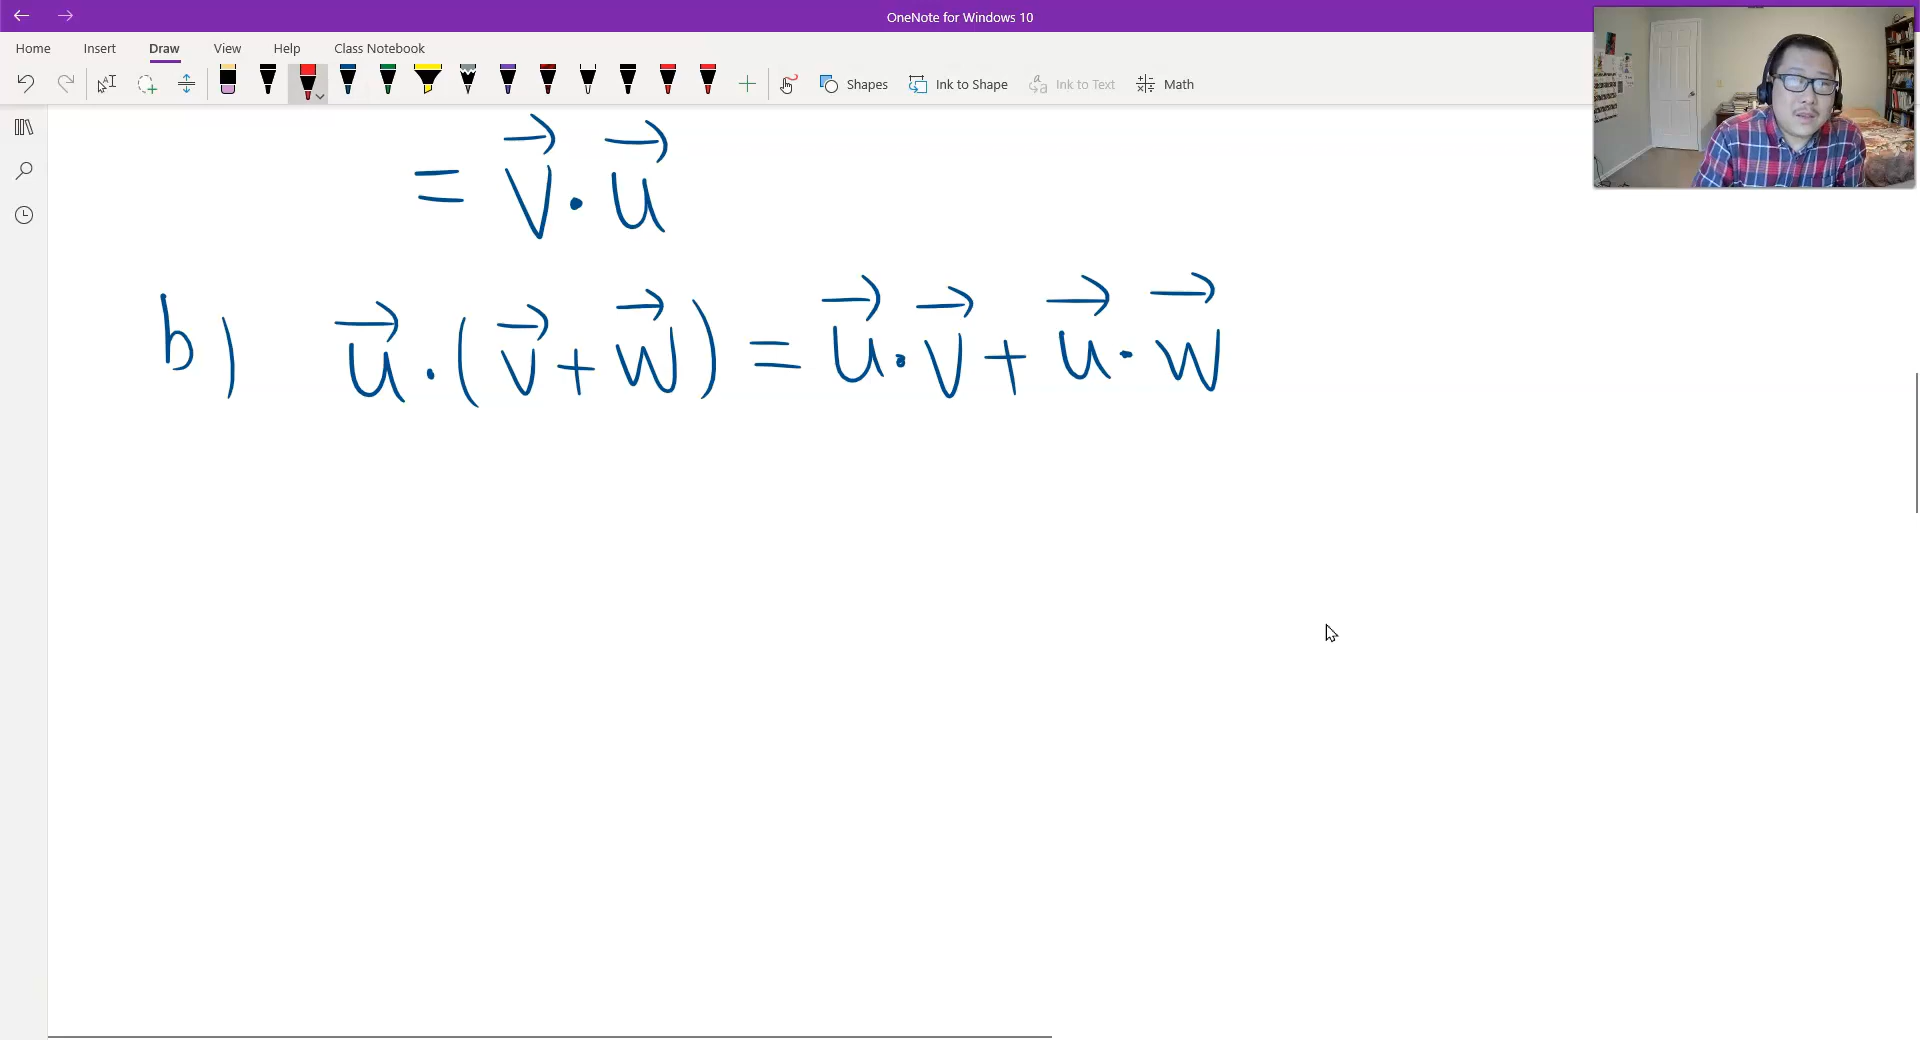 OneNote for Windows 10
Home Insert Draw View Help Class Notebook
Shapes Ink to Shape Ink to Text Math
= v⃗ · u⃗
b) u⃗ · (v⃗ + w⃗) = u⃗ · v⃗ + u⃗ · w⃗